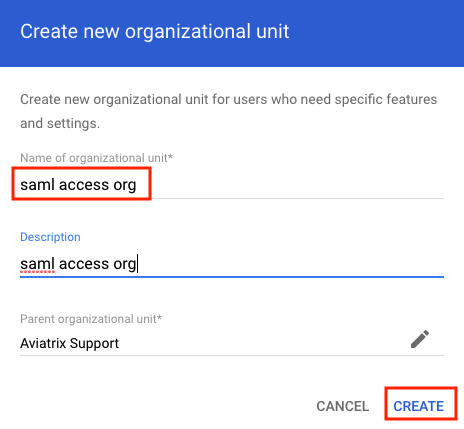 Create new organizational unit
Create new organizational unit for users who need specific features
and settings.
Name of organizational unit*
saml access org
Description
saml access org
Parent organizational unit*
Aviatrix Support
CANCEL CREATE